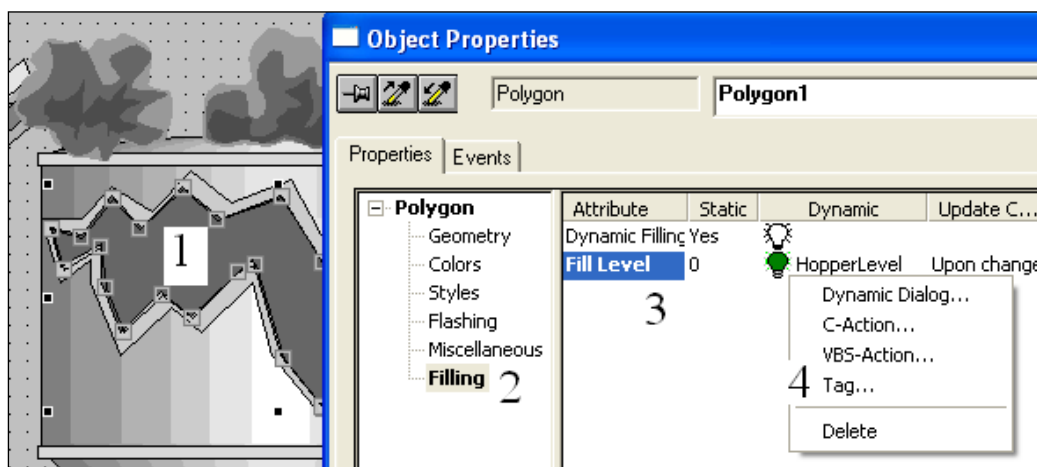 Object Properties
Polygon Polygon1
Properties Events
Polygon
Geometry
Colors
Styles
Flashing
Miscellaneous
Filling
Attribute Static Dynamic Update C...
Dynamic Filling Yes
Fill Level 0 HopperLevel Upon change
Dynamic Dialog...
C-Action...
VBS-Action...
Tag...
Delete
1
2
3
4